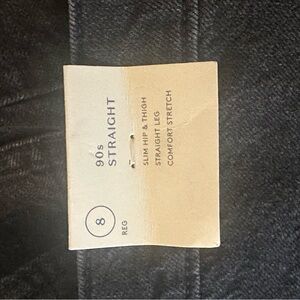 90s
STRAIGHT
SLIM HIP & THIGH
STRAIGHT LEG
COMFORT STRETCH
8
REG